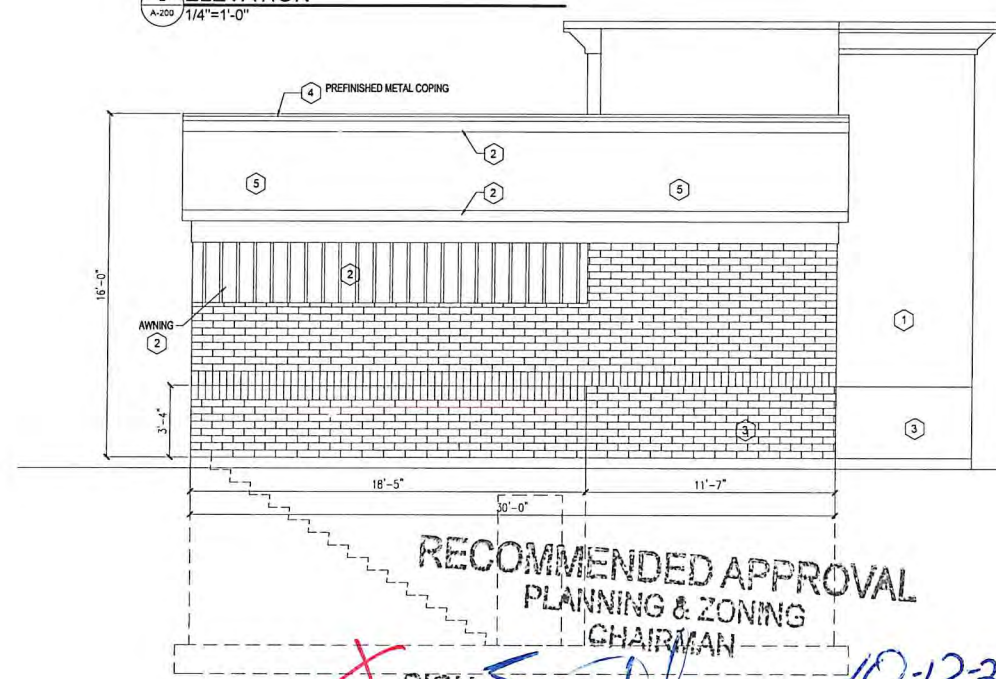 A-200
1/4"=1'-0"
4 PREFINISHED METAL COPING
2
5
2
5
16'-0"
2
AWNING
2
1
3'-4"
3
3
18'-5"
11'-7"
30'-0"
RECOMMENDED APPROVAL
PLANNING & ZONING
CHAIRMAN